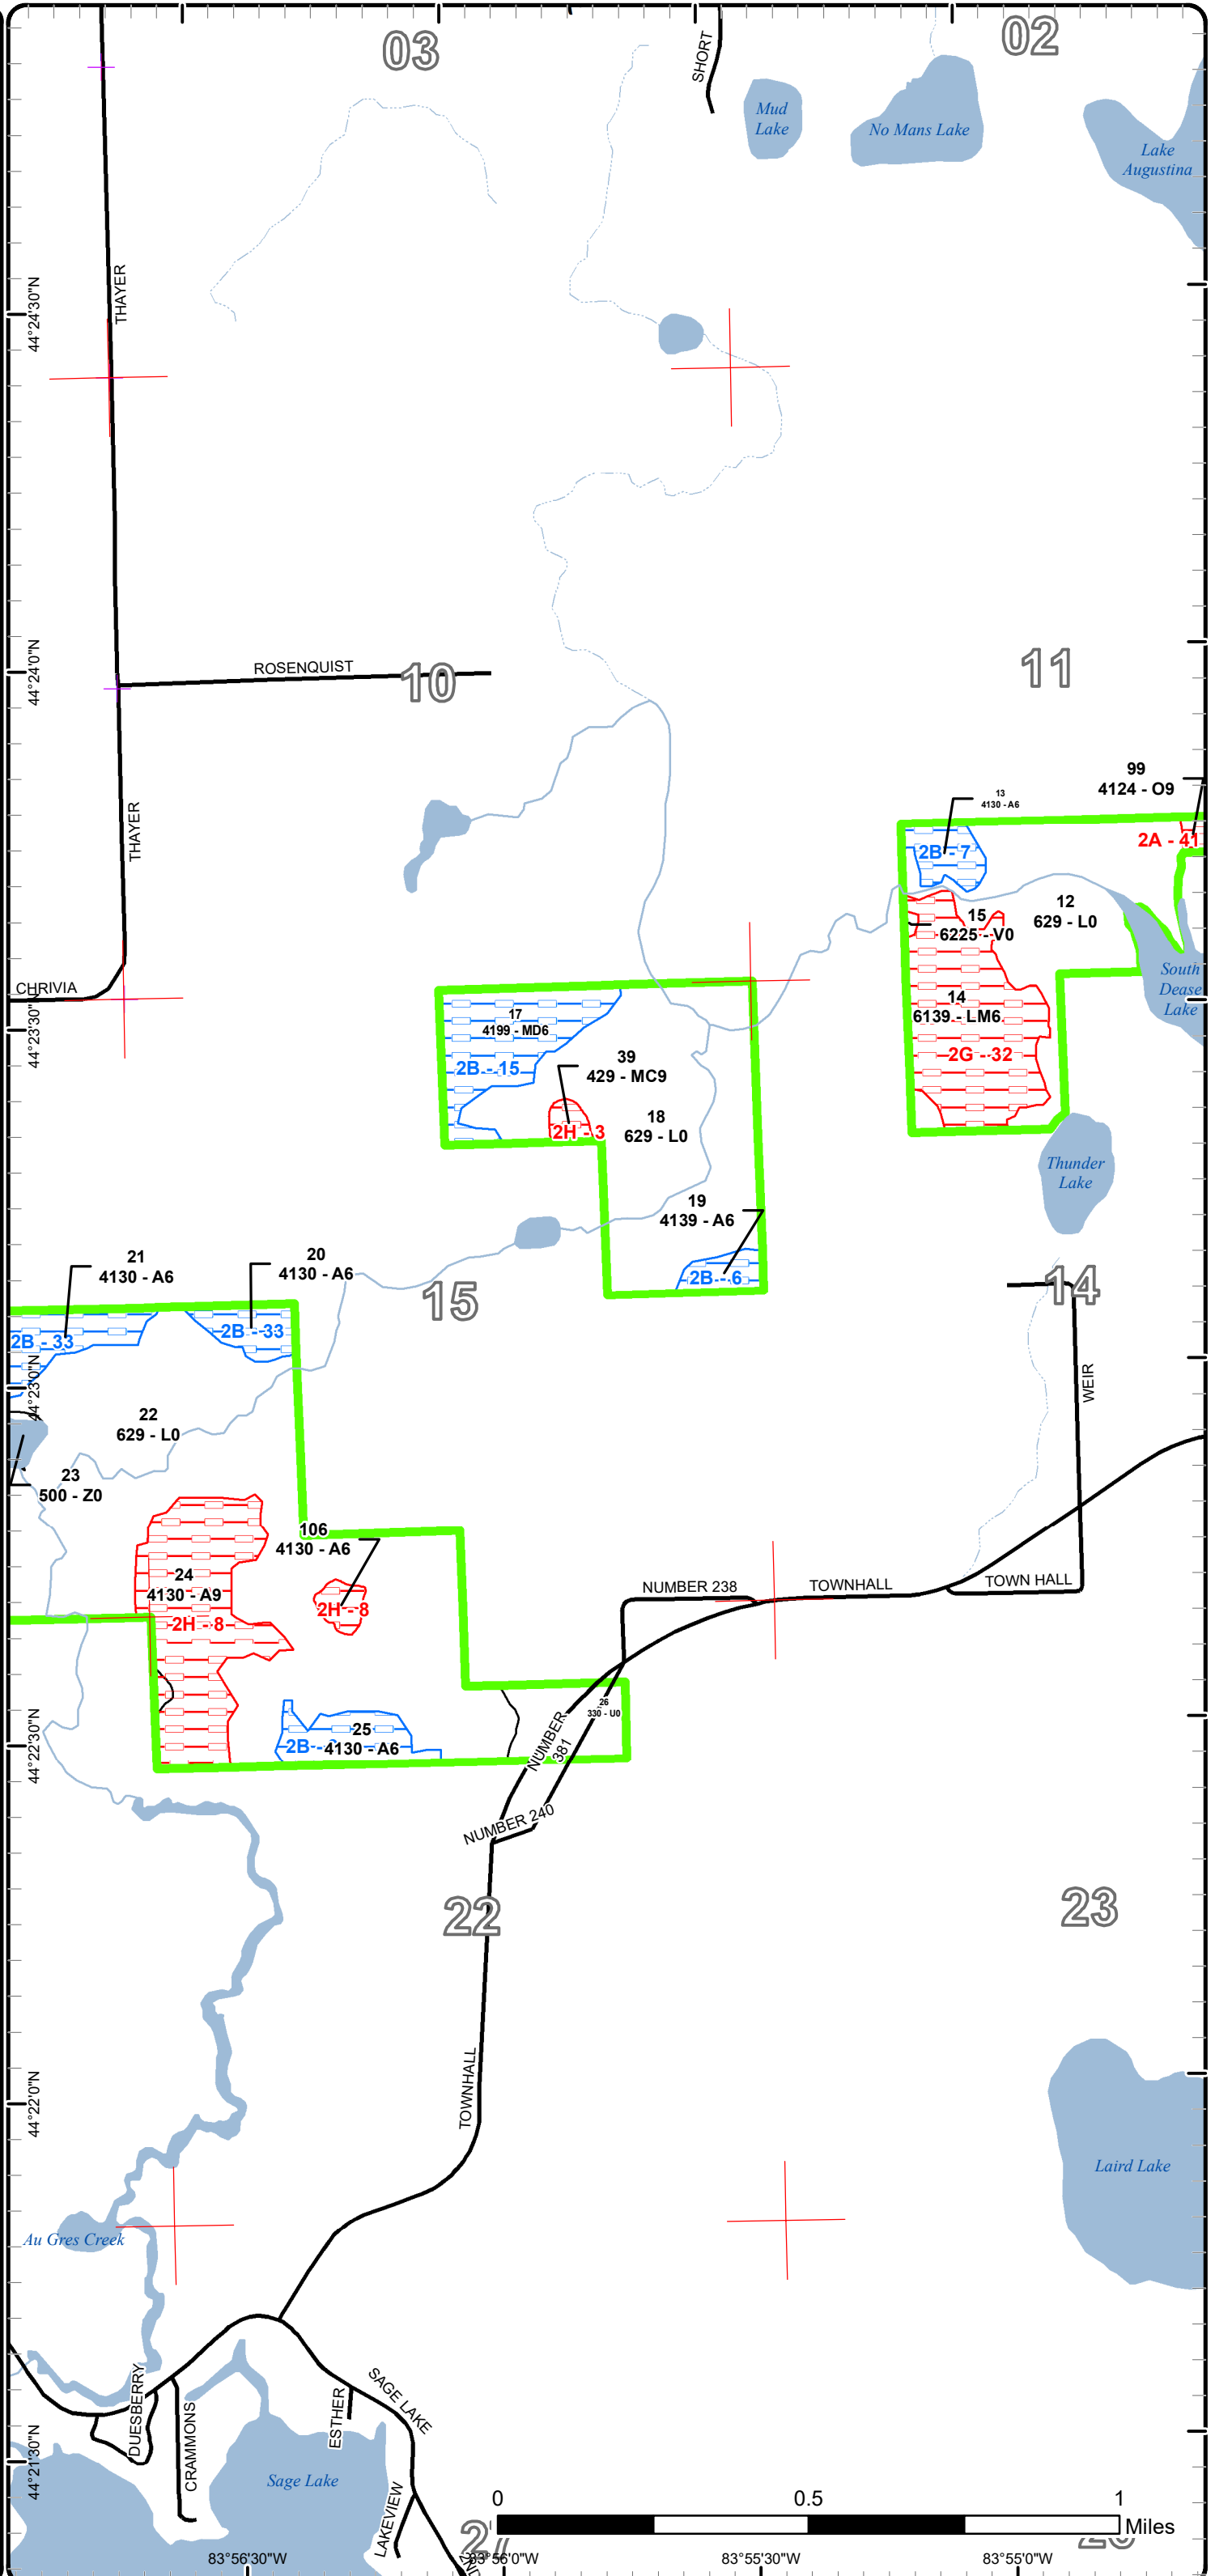 03
02
SHORT
Mud
Lake
No Mans Lake
Lake
Augustina
THAYER
44°24'30"N
44°24'0"N
ROSENQUIST
10
11
99
4124 - O9
13
4130 - A6
THAYER
2A - 41
2B - 7
12
629 - L0
15
6225 - V0
CHRIVIA
South
Dease
Lake
14
6139 - LM6
44°23'30"N
17
4199 - MD6
2B - 15
39
429 - MC9
2G - 32
18
629 - L0
2H - 3
Thunder
Lake
19
4139 - A6
21
4130 - A6
20
4130 - A6
2B - 6
14
15
2B - 33
2B - 33
44°23'0"N
WEIR
22
629 - L0
23
500 - Z0
106
4130 - A6
24
4130 - A9
2H - 8
2H - 8
NUMBER 238
TOWNHALL
TOWN HALL
26
330 - U0
25
4130 - A6
2B -
44°22'30"N
NUMBER
381
NUMBER 240
22
23
TOWNHALL
44°22'0"N
Laird Lake
Au Gres Creek
SAGE LAKE
DUESBERRY
CRAMMONS
ESTHER
44°21'30"N
Sage Lake
LAKEVIEW
0
0.5
1
Miles
83°56'30"W
83°56'0"W
83°55'30"W
83°55'0"W